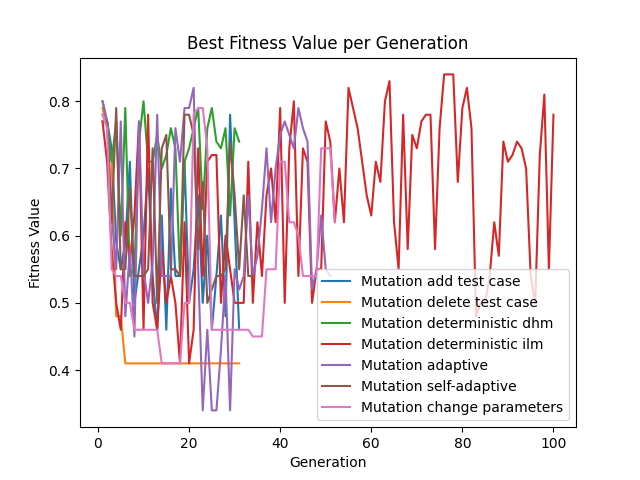 Best Fitness Value per Generation
Fitness Value
0.8
0.7
0.6
0.5
0.4
Mutation add test case
Mutation delete test case
Mutation deterministic dhm
Mutation deterministic ilm
Mutation adaptive
Mutation self-adaptive
Mutation change parameters
0 20 40 60 80 100
Generation